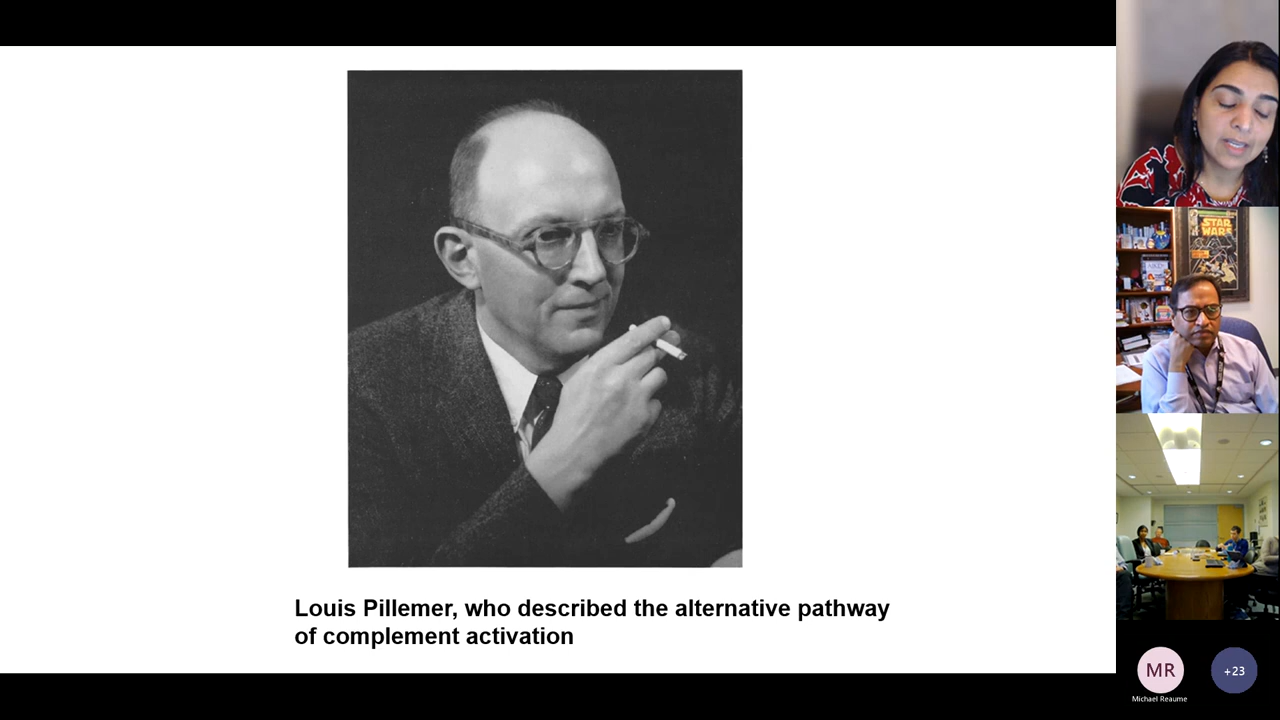 Louis Pillemer, who described the alternative pathway
of complement activation
STAR
WARS
MR
+23
Michael Reaume